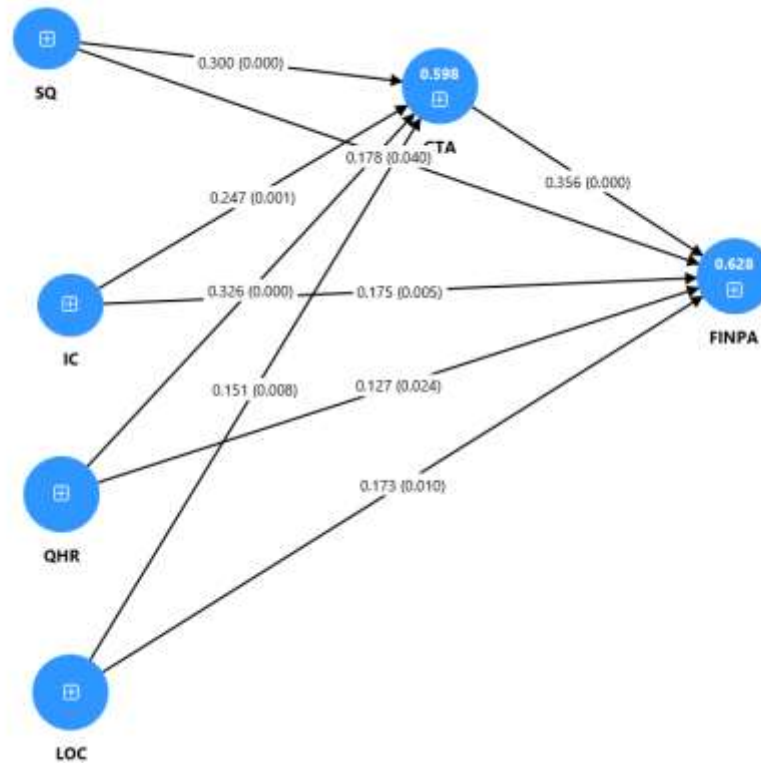 0.598
0.300 (0.000)
SQ
TA
0.178 (0.040)
0.356 (0.000)
0.247 (0.001)
0.628
0.326 (0.000)
0.175 (0.005)
FINPA
IC
0.151 (0.008)
0.127 (0.024)
0.173 (0.010)
QHR
LOC